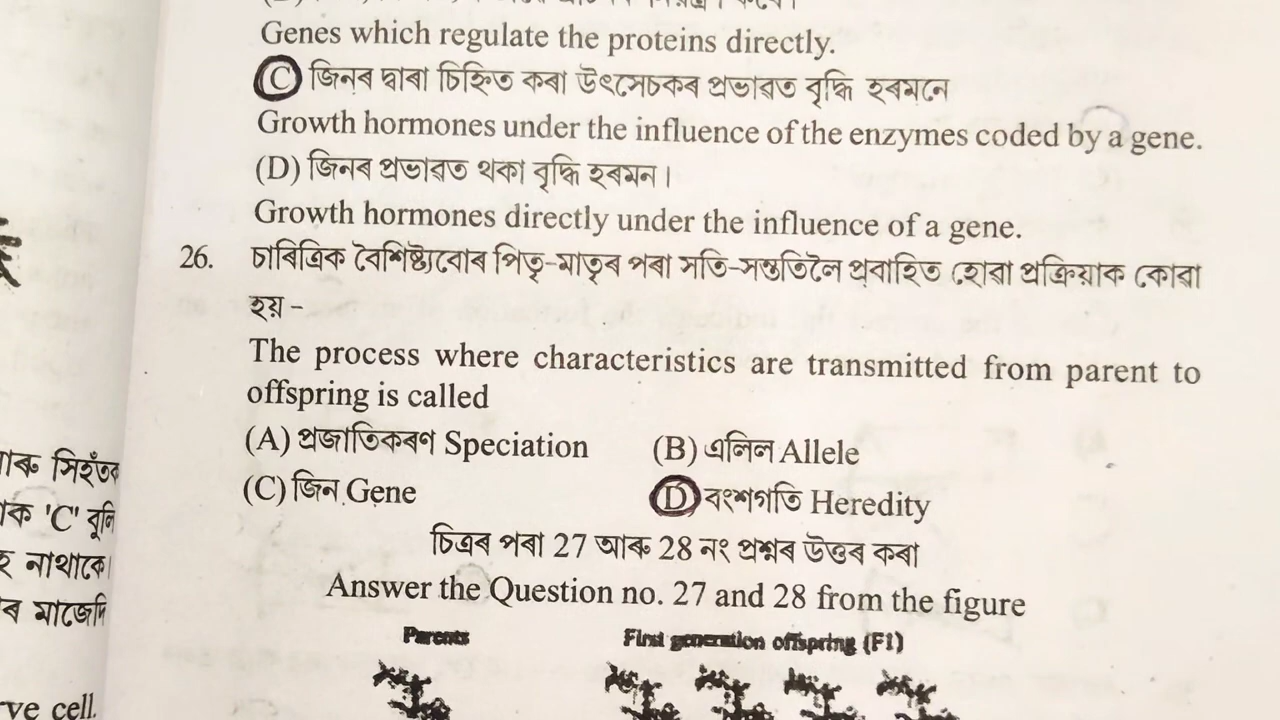 Genes which regulate the proteins directly.
(C) জিনৰ দ্বাৰা চিহ্নিত কৰা উৎসেচকৰ প্ৰভাৱত বৃদ্ধি হৰমনে
Growth hormones under the influence of the enzymes coded by a gene.
(D) জিনৰ প্ৰভাৱত থকা বৃদ্ধি হৰমন।
Growth hormones directly under the influence of a gene.
26. চাৰিত্ৰিক বৈশিষ্ট্যবোৰ পিতৃ-মাতৃৰ পৰা সতি-সন্ততিলৈ প্ৰবাহিত হোৱা প্ৰক্ৰিয়াক কোৱা
হয় -
The process where characteristics are transmitted from parent to
offspring is called
(A) প্ৰজাতিকৰণ Speciation (B) এলিল Allele
(C) জিন Gene (D) বংশগতি Heredity
চিত্ৰৰ পৰা 27 আৰু 28 নং প্ৰশ্নৰ উত্তৰ কৰা
Answer the Question no. 27 and 28 from the figure
Parents First generation offspring (F1)
সিহঁতৰ
'C' বুলি
নাথাকে।
মাজেদি
cell.